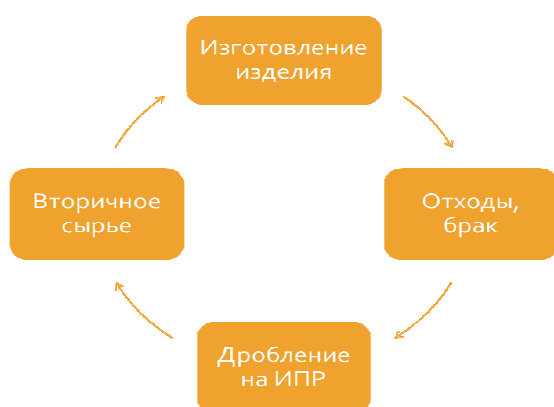 Изготовление
изделия
Отходы,
брак
Дробление
на ИПР
Вторичное
сырье